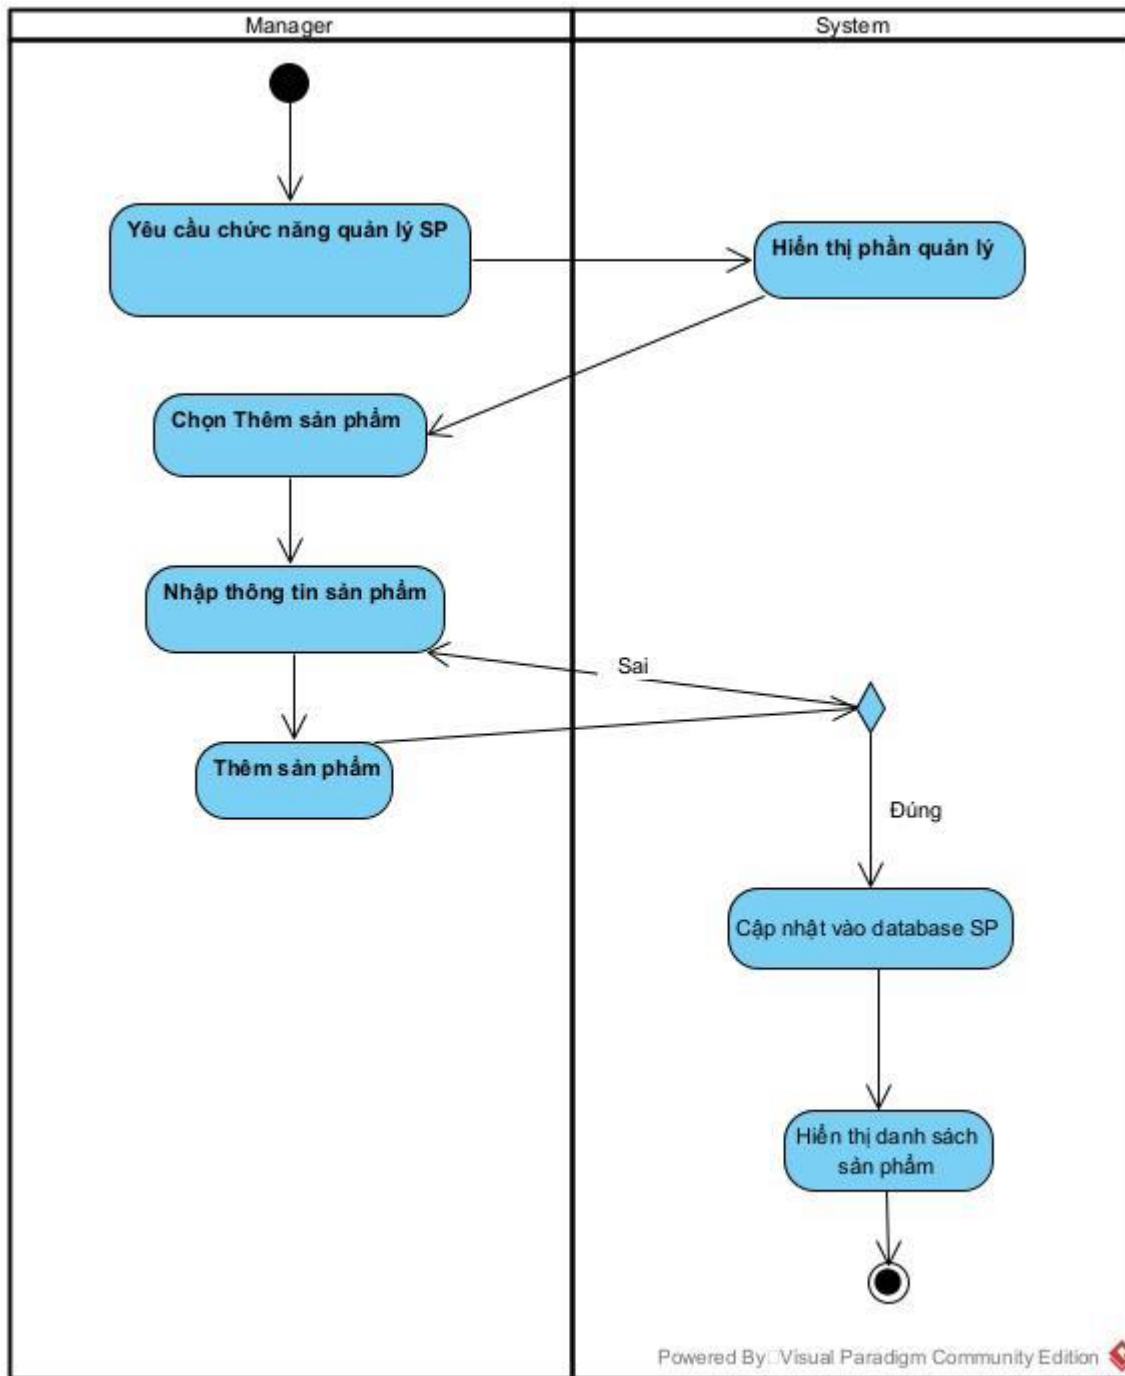 Manager
System
Yêu cầu chức năng quản lý SP
Hiển thị phần quản lý
Chọn Thêm sản phẩm
Nhập thông tin sản phẩm
Sai
Thêm sản phẩm
Đúng
Cập nhật vào database SP
Hiển thị danh sách
sản phẩm
Powered By Visual Paradigm Community Edition